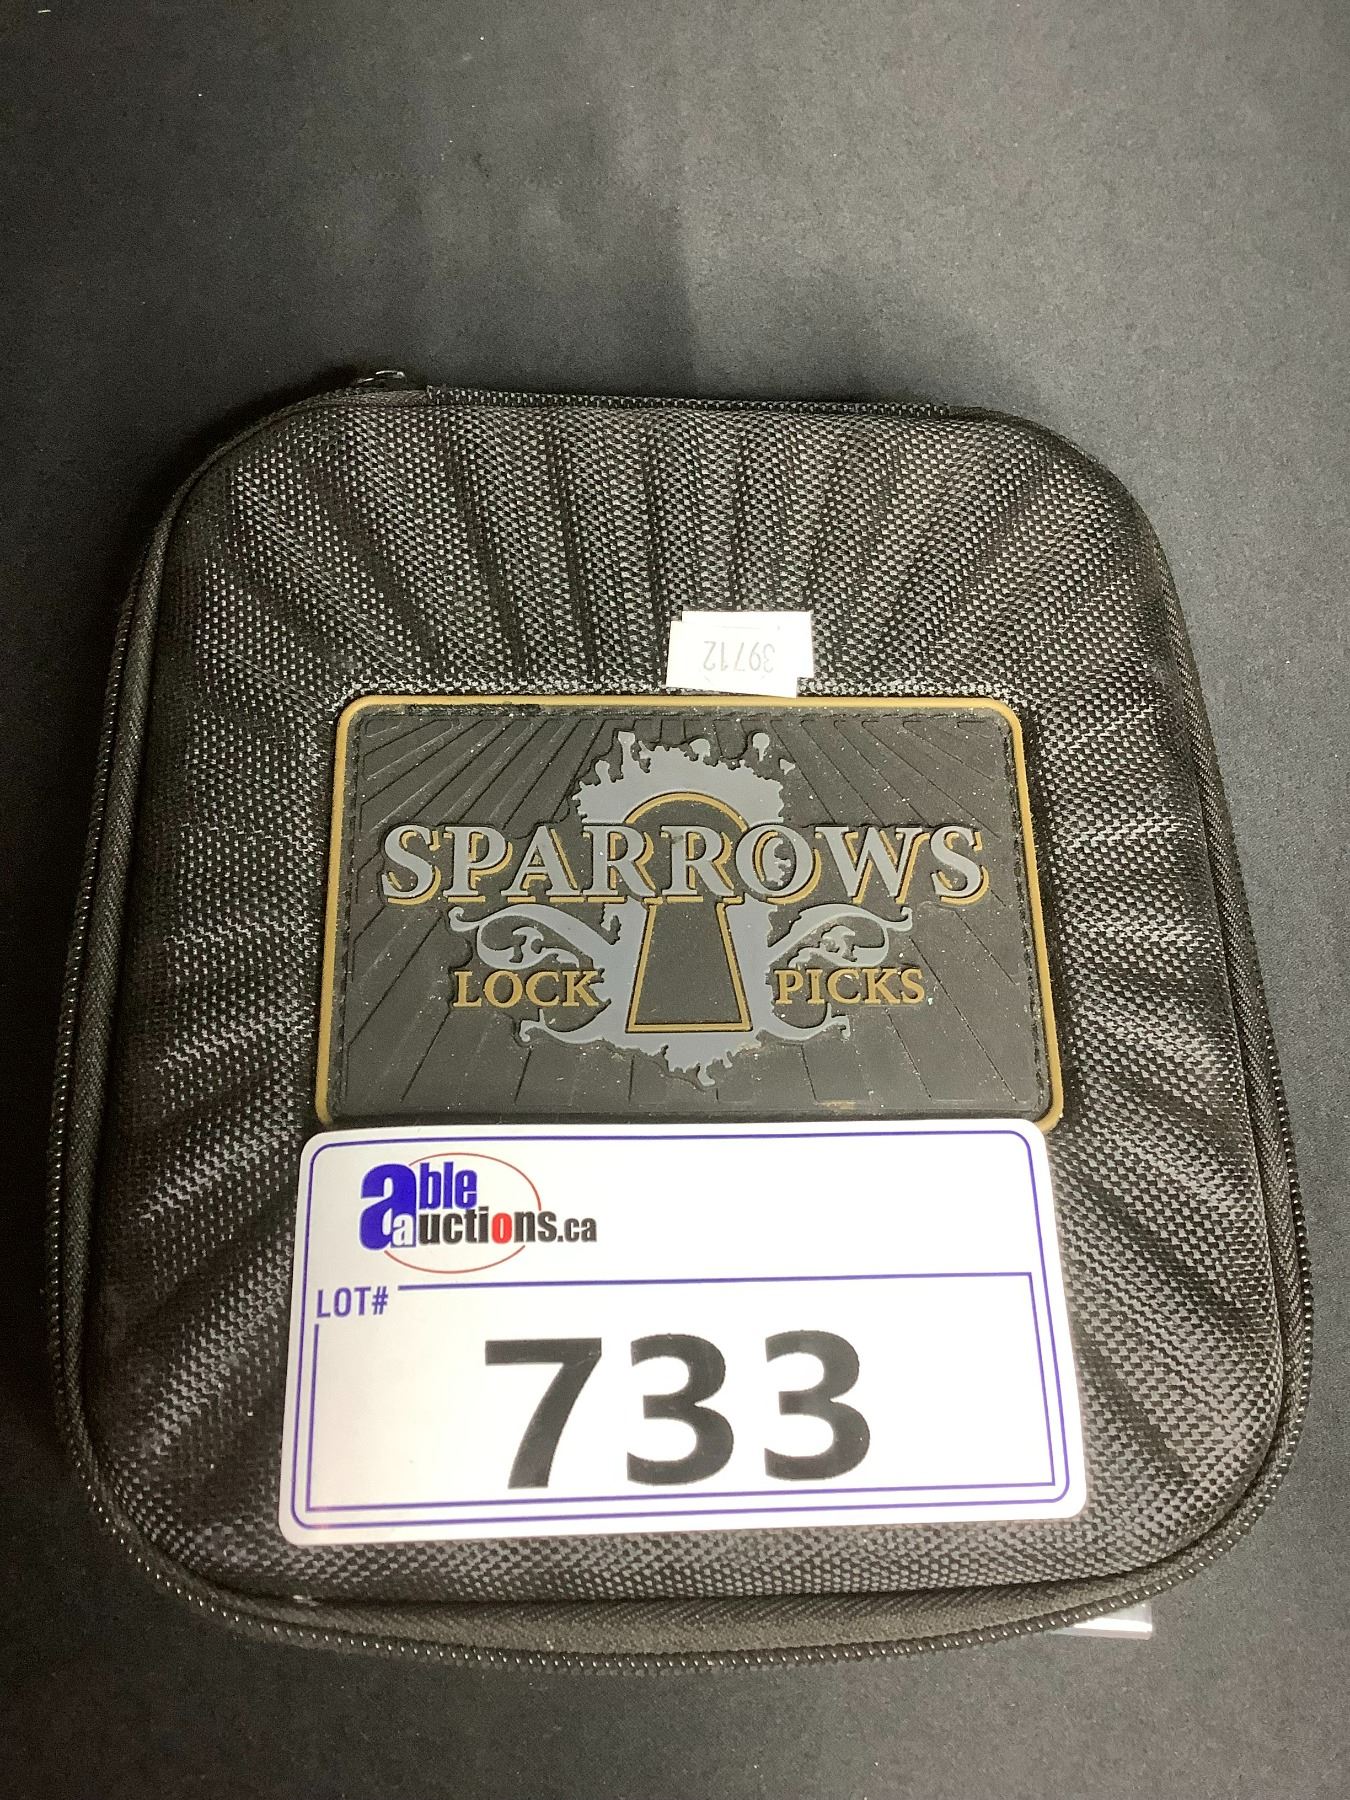 39712
SPARROWS
LOCK PICKS
able
auctions.ca
LOT#
733